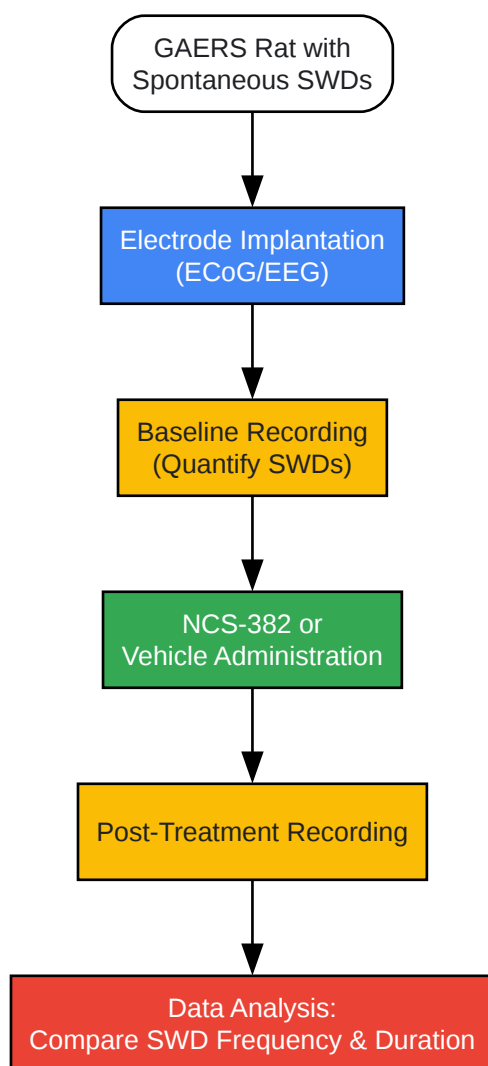 GAERS Rat with
Spontaneous SWDs
Electrode Implantation
(ECoG/EEG)
Baseline Recording
(Quantify SWDs)
NCS-382 or
Vehicle Administration
Post-Treatment Recording
Data Analysis:
Compare SWD Frequency & Duration